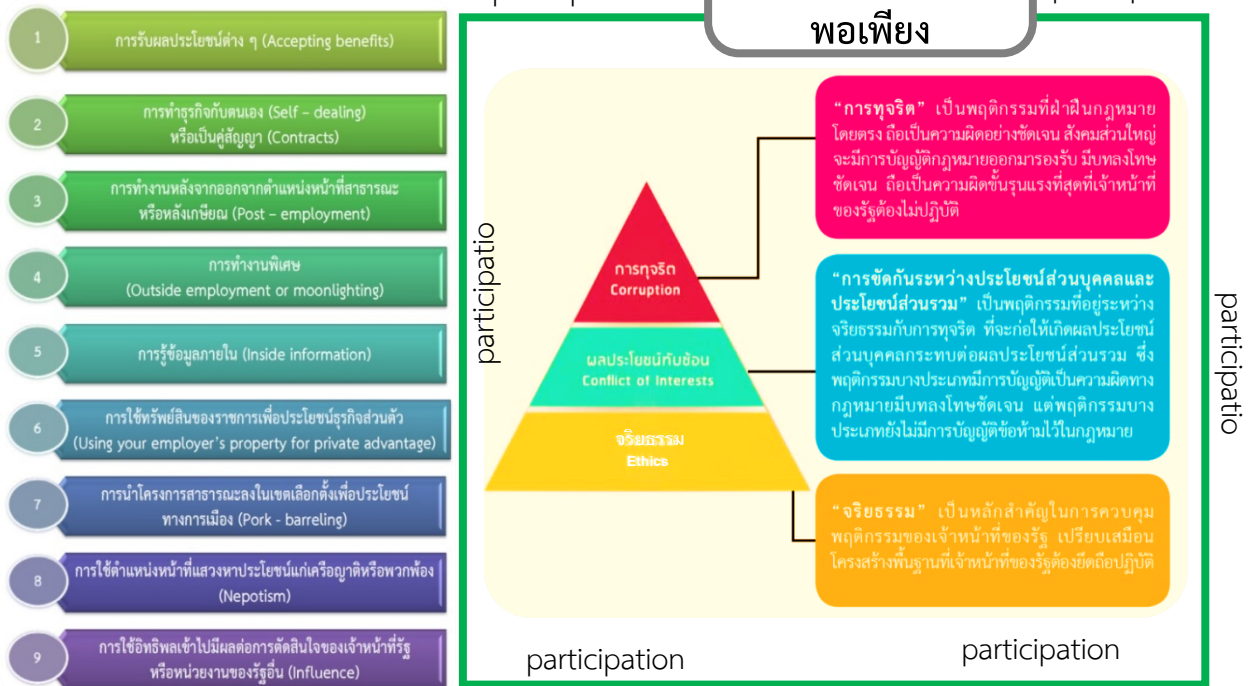 1
การรับผลประโยชน์ต่าง ๆ (Accepting benefits)
2
การทำธุรกิจกับตนเอง (Self – dealing)
หรือเป็นคู่สัญญา (Contracts)
3
การทำงานหลังจากออกจากตำแหน่งหน้าที่สาธารณะ
หรือหลังเกษียณ (Post – employment)
4
การทำงานพิเศษ
(Outside employment or moonlighting)
5
การรู้ข้อมูลภายใน (Inside information)
6
การใช้ทรัพย์สินของราชการเพื่อประโยชน์ธุรกิจส่วนตัว
(Using your employer's property for private advantage)
7
การนำโครงการสาธารณะลงในเขตเลือกตั้งเพื่อประโยชน์
ทางการเมือง (Pork - barreling)
8
การใช้ตำแหน่งหน้าที่แสวงหาประโยชน์แก่เครือญาติหรือพวกพ้อง
(Nepotism)
9
การใช้อิทธิพลเข้าไปมีผลต่อการตัดสินใจของเจ้าหน้าที่รัฐ
หรือหน่วยงานของรัฐอื่น (Influence)
พอเพียง
participatio
การทุจริต
Corruption
ผลประโยชน์ทับซ้อน
Conflict of Interests
จริยธรรม
Ethics
"การทุจริต" เป็นพฤติกรรมที่ฝ่าฝืนกฎหมาย
โดยตรง ถือเป็นความผิดอย่างชัดเจน สังคมส่วนใหญ่
จะมีการบัญญัติกฎหมายออกมารองรับ มีบทลงโทษ
ชัดเจน ถือเป็นความผิดขั้นรุนแรงที่สุดที่เจ้าหน้าที่
ของรัฐต้องไม่ปฏิบัติ
"การขัดกันระหว่างประโยชน์ส่วนบุคคลและ
ประโยชน์ส่วนรวม" เป็นพฤติกรรมที่อยู่ระหว่าง
จริยธรรมกับการทุจริต ที่จะก่อให้เกิดผลประโยชน์
ส่วนบุคคลกระทบต่อผลประโยชน์ส่วนรวม ซึ่ง
พฤติกรรมบางประเภทมีการบัญญัติเป็นความผิดทาง
กฎหมายมีบทลงโทษชัดเจน แต่พฤติกรรมบาง
ประเภทยังไม่มีการบัญญัติข้อห้ามไว้ในกฎหมาย
"จริยธรรม" เป็นหลักสำคัญในการควบคุม
พฤติกรรมของเจ้าหน้าที่ของรัฐ เปรียบเสมือน
โครงสร้างพื้นฐานที่เจ้าหน้าที่ของรัฐต้องยึดถือปฏิบัติ
participatio
participation
participation